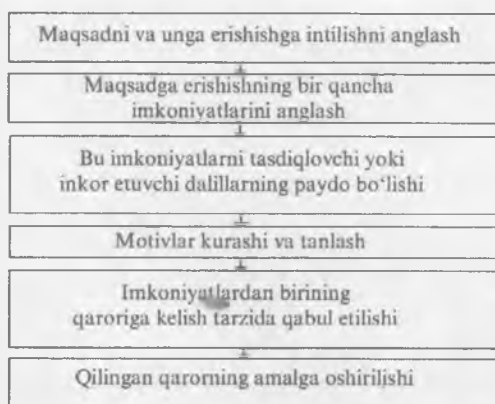 Maqsadni va unga erishishga intilishni anglash
Maqsadga erishishning bir qancha
imkoniyatlarini anglash
Bu imkoniyatlarni tasdiqlovchi yoki
inkor etuvchi dalillarning paydo bo‘lishi
Motivlar kurashi va tanlash
Imkoniyatlardan birining
qaroriga kelish tarzida qabul etilishi
Qilingan qarorning amalga oshirilishi